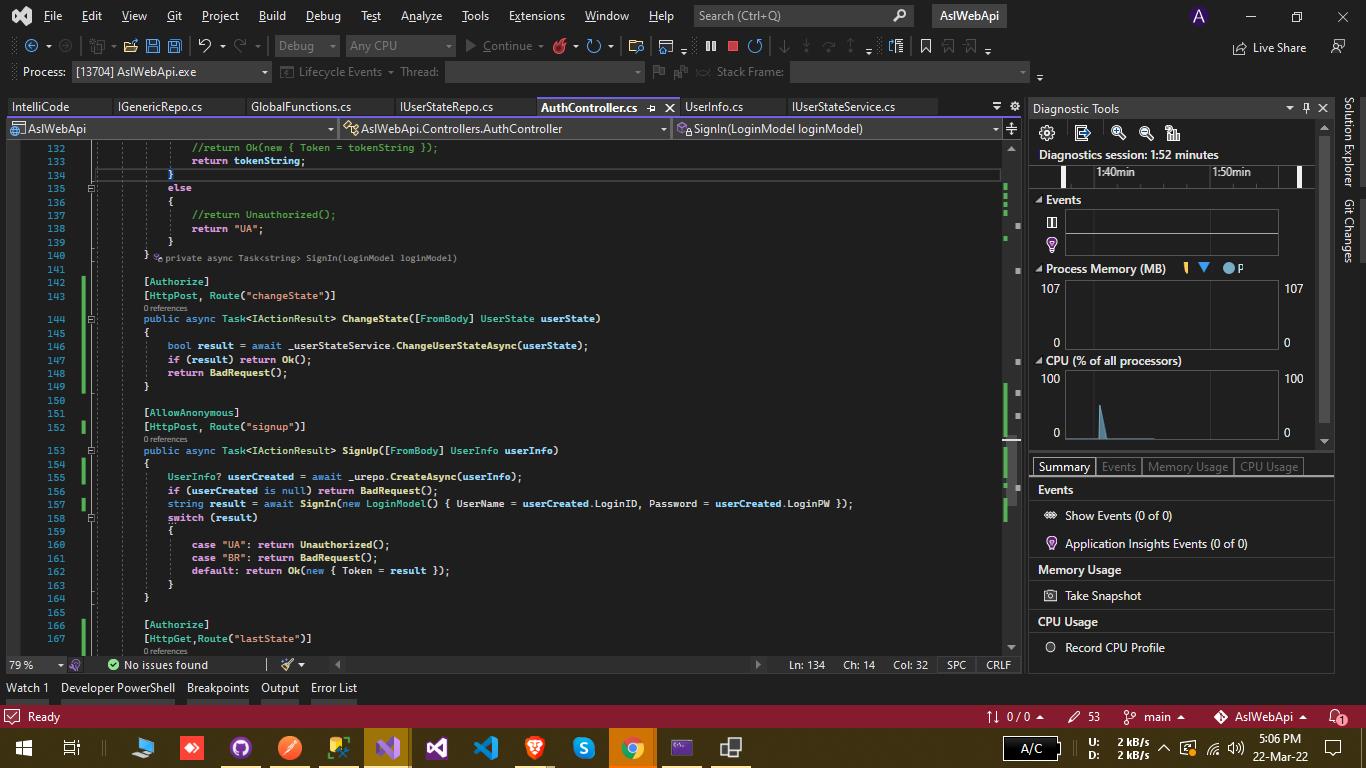 File Edit View Git Project Build Debug Test Analyze Tools Extensions Window Help Search (Ctrl+Q) AslWebApi A
Debug Any CPU Continue Live Share
Process: [13704] AslWebApi.exe Lifecycle Events Thread: Stack Frame:
IntelliCode IGenericRepo.cs GlobalFunctions.cs IUserStateRepo.cs AuthController.cs UserInfo.cs IUserStateService.cs
AslWebApi AslWebApi.Controllers.AuthController SignIn(LoginModel loginModel)
132 //return Ok(new { Token = tokenString });
133 return tokenString;
134 }
135 else
136 {
137 //return Unauthorized();
138 return "UA";
139 }
140 } private async Task<string> SignIn(LoginModel loginModel)
141
142 [Authorize]
143 [HttpPost, Route("changeState")]
0 references
144 public async Task<IActionResult> ChangeState([FromBody] UserState userState)
145 {
146 bool result = await _userStateService.ChangeUserStateAsync(userState);
147 if (result) return Ok();
148 return BadRequest();
149 }
150
151 [AllowAnonymous]
152 [HttpPost, Route("signup")]
0 references
153 public async Task<IActionResult> SignUp([FromBody] UserInfo userInfo)
154 {
155 UserInfo? userCreated = await _urepo.CreateAsync(userInfo);
156 if (userCreated is null) return BadRequest();
157 string result = await SignIn(new LoginModel() { UserName = userCreated.LoginID, Password = userCreated.LoginPW });
158 switch (result)
159 {
160 case "UA": return Unauthorized();
161 case "BR": return BadRequest();
162 default: return Ok(new { Token = result });
163 }
164 }
165
166 [Authorize]
167 [HttpGet,Route("lastState")]
0 references
79 % No issues found Ln: 134 Ch: 14 Col: 32 SPC CRLF
Diagnostic Tools
Diagnostics session: 1:52 minutes
1:40min 1:50min
Events
Process Memory (MB) P
107 107
0 0
CPU (% of all processors)
100 100
0 0
Summary Events Memory Usage CPU Usage
Events
Show Events (0 of 0)
Application Insights Events (0 of 0)
Memory Usage
Take Snapshot
CPU Usage
Record CPU Profile
Solution Explorer
Git Changes
Watch 1 Developer PowerShell Breakpoints Output Error List
Ready 0 / 0 53 main AslWebApi 1
A/C U: 2 kB/s D: 2 kB/s 5:06 PM
22-Mar-22